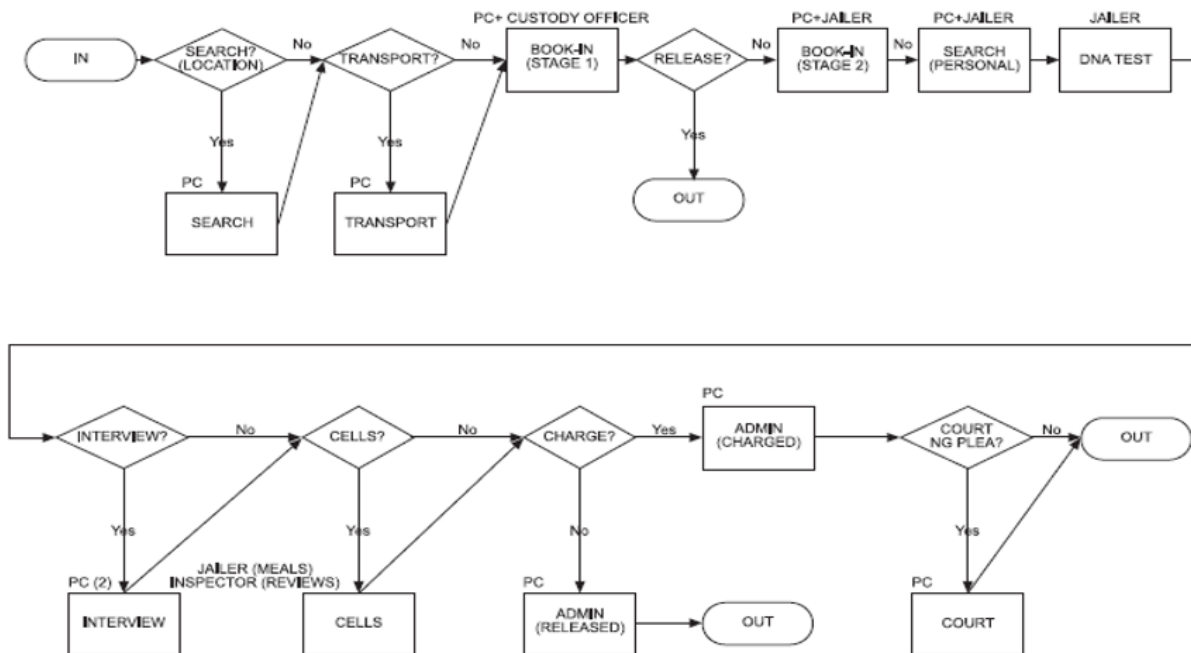 PC+ CUSTODY OFFICER
PC+JAILER
PC+JAILER
JAILER
IN
SEARCH?
(LOCATION)
No
TRANSPORT?
No
BOOK-IN
(STAGE 1)
RELEASE?
No
BOOK-IN
(STAGE 2)
No
SEARCH
(PERSONAL)
DNA TEST
Yes
Yes
Yes
PC
SEARCH
PC
TRANSPORT
OUT
INTERVIEW?
No
CELLS?
No
CHARGE?
Yes
PC
ADMIN
(CHARGED)
COURT
NG PLEA?
No
OUT
Yes
Yes
No
Yes
PC (2)
INTERVIEW
JAILER (MEALS)
INSPECTOR (REVIEWS)
CELLS
PC
ADMIN
(RELEASED)
OUT
PC
COURT